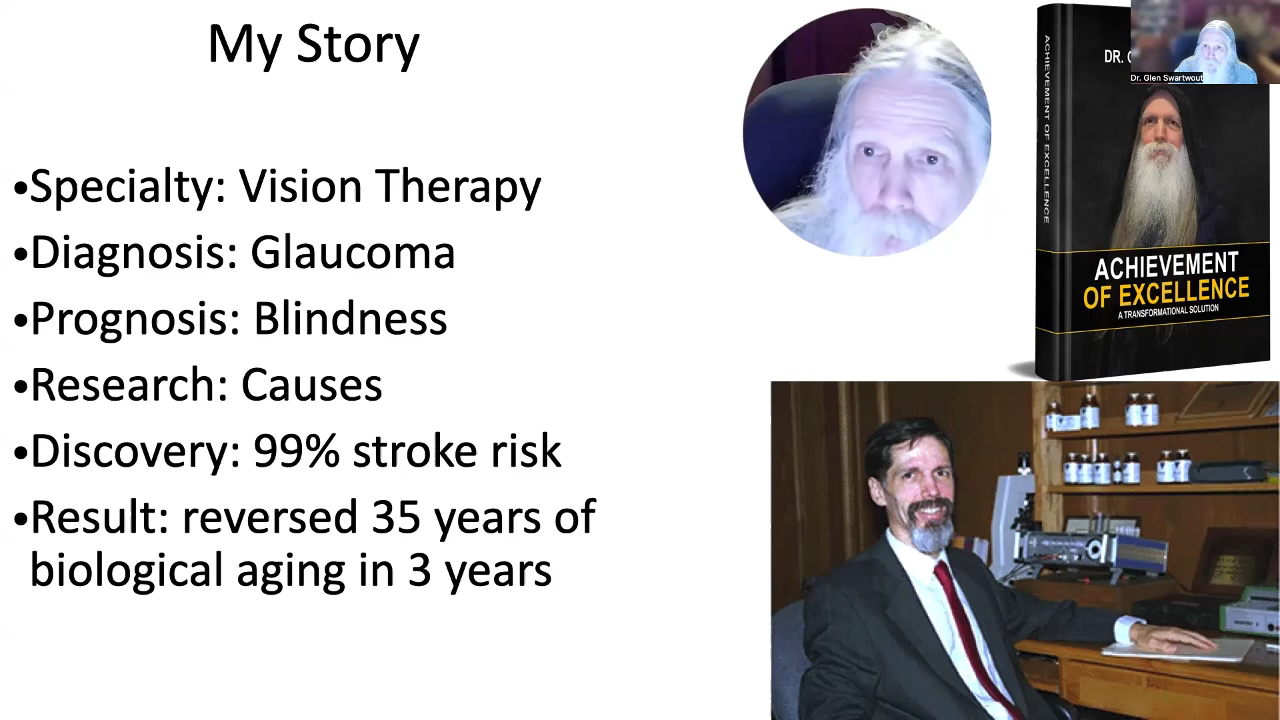 My Story
•Specialty: Vision Therapy
•Diagnosis: Glaucoma
•Prognosis: Blindness
•Research: Causes
•Discovery: 99% stroke risk
•Result: reversed 35 years of
biological aging in 3 years
ACHIEVEMENT OF EXCELLENCE
DR.
ACHIEVEMENT
OF EXCELLENCE
A TRANSFORMATIONAL SOLUTION
Dr. Glen Swartwout